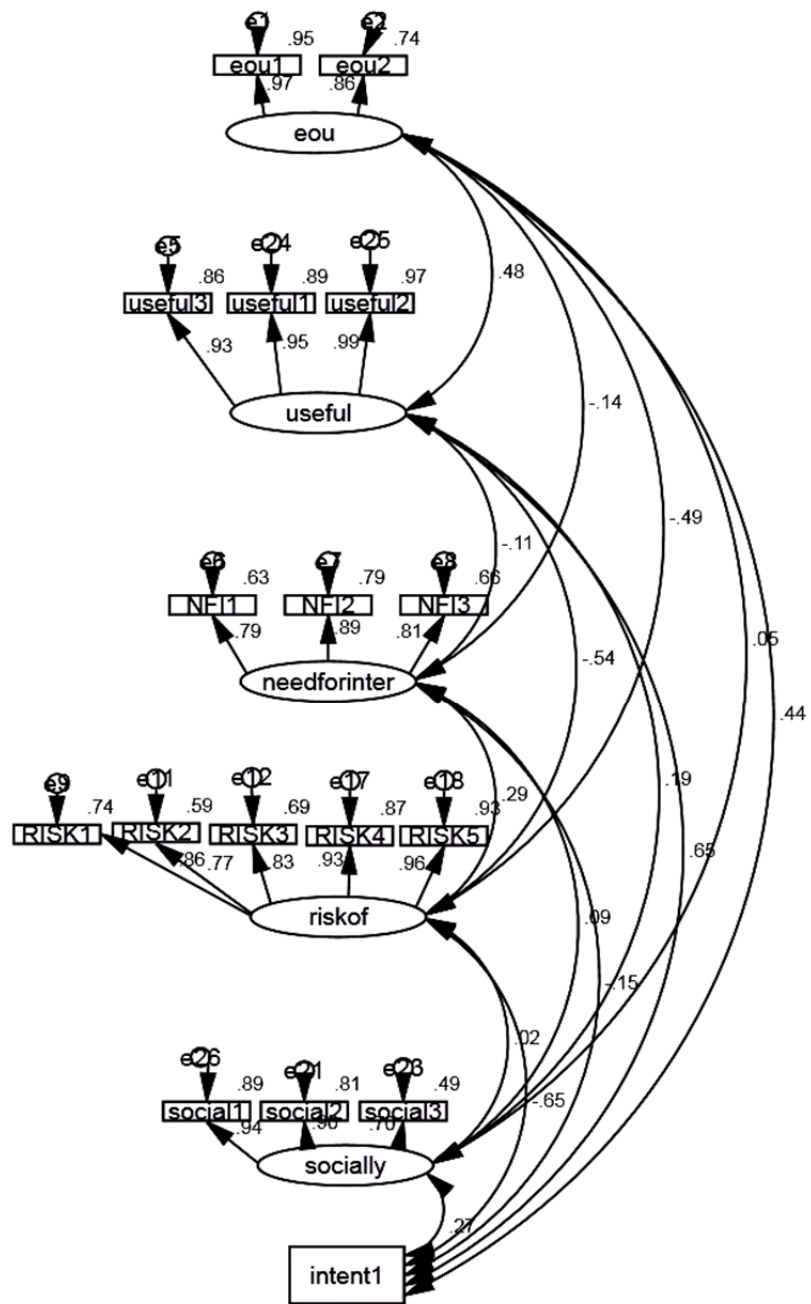 e1 e2
.95 .74
eou1 eou2
.97 .86
eou
.48
e5 e24 e25
.86 .89 .97
useful3 useful1 useful2
.93 .95 .99
useful
-.14
-.49
-.11
e6 e7 e8
.63 .79 .66
NFI1 NFI2 NFI3
.79 .89 .81
needforinter
-.54
.05
.44
e9 e11 e12 e17 e18
.74 .59 .69 .87 .93
.29
.19
RISK1 RISK2 RISK3 RISK4 RISK5
.86 .77 .83 .93 .96
.65
riskof
.09
-.15
.02
e26 e21 e23
.89 .81 .49
social1 social2 social3
-.65
.94 .90 .70
socially
.27
intent1